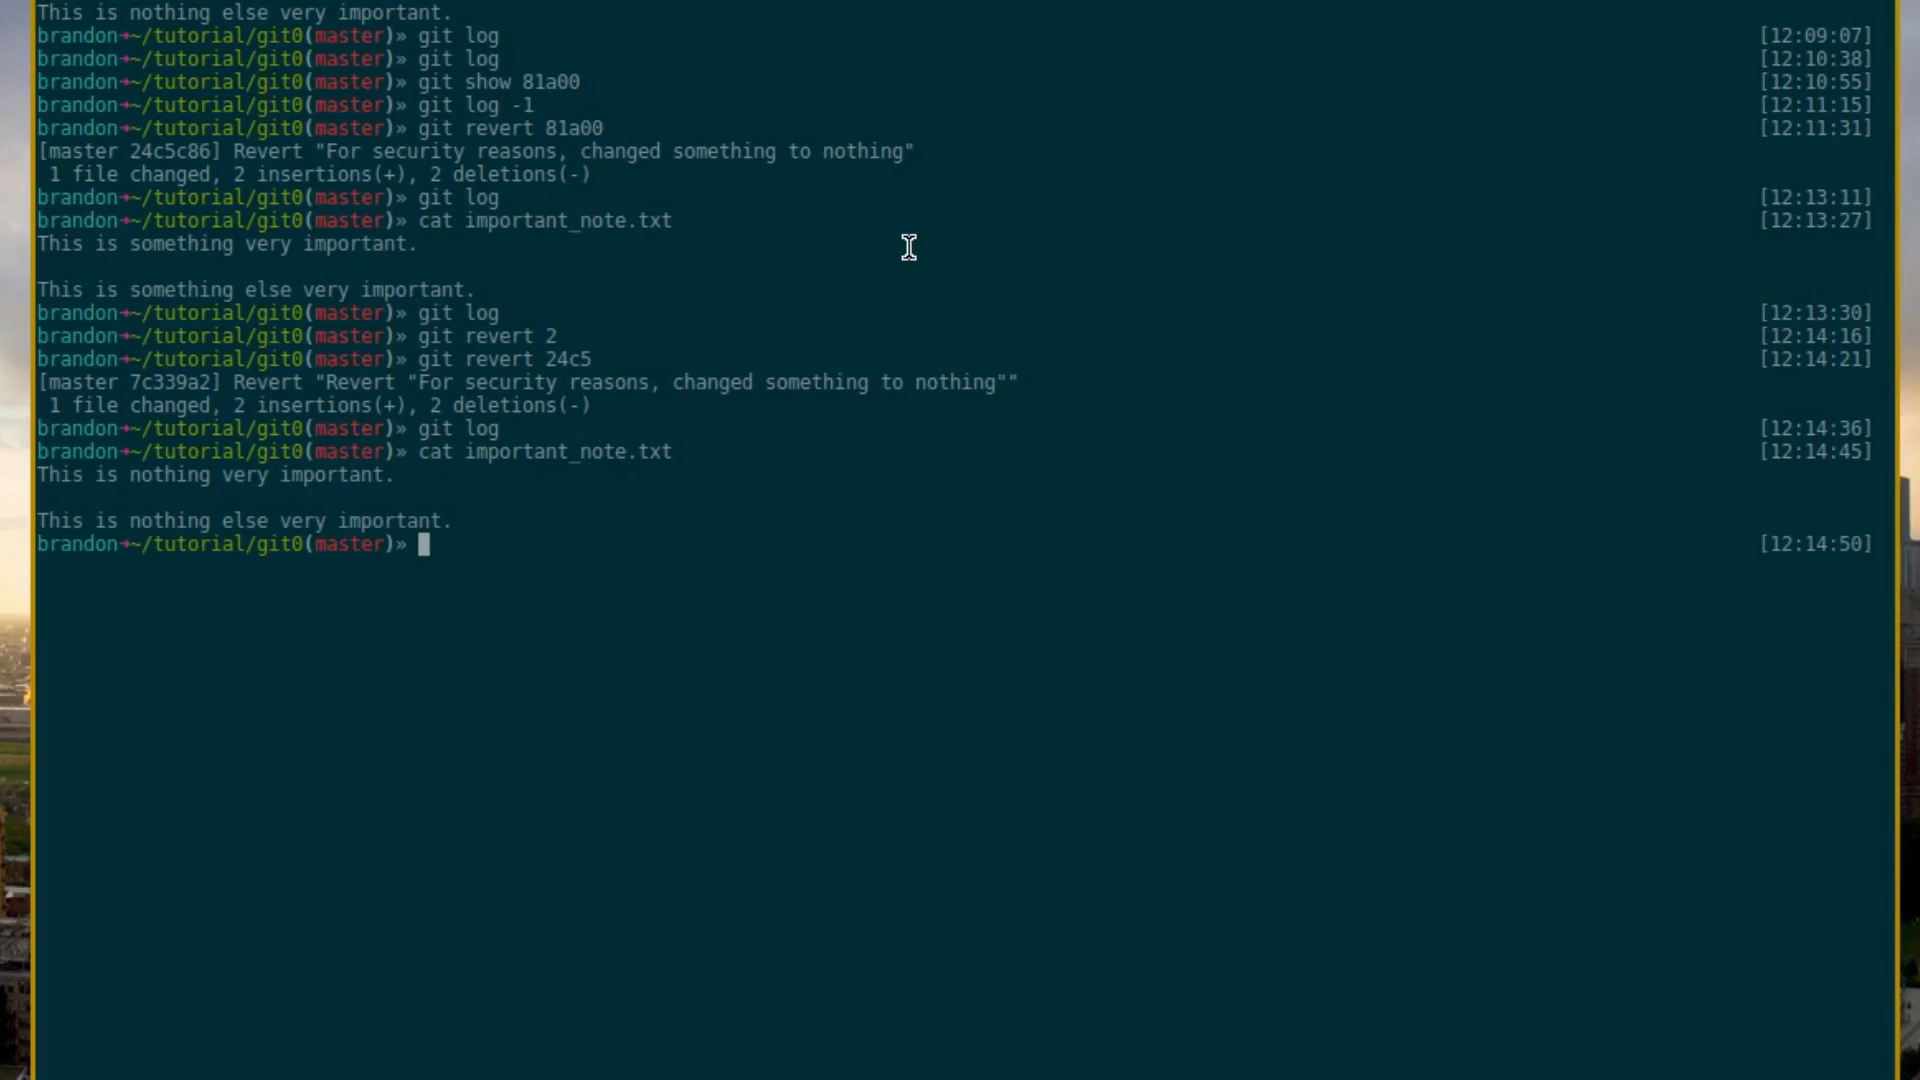 This is nothing else very important.
brandon→~/tutorial/git0(master)» git log [12:09:07]
brandon→~/tutorial/git0(master)» git log [12:10:38]
brandon→~/tutorial/git0(master)» git show 81a00 [12:10:55]
brandon→~/tutorial/git0(master)» git log -1 [12:11:15]
brandon→~/tutorial/git0(master)» git revert 81a00 [12:11:31]
[master 24c5c86] Revert "For security reasons, changed something to nothing"
1 file changed, 2 insertions(+), 2 deletions(-)
brandon→~/tutorial/git0(master)» git log [12:13:11]
brandon→~/tutorial/git0(master)» cat important_note.txt [12:13:27]
This is something very important.
This is something else very important.
brandon→~/tutorial/git0(master)» git log [12:13:30]
brandon→~/tutorial/git0(master)» git revert 2 [12:14:16]
brandon→~/tutorial/git0(master)» git revert 24c5 [12:14:21]
[master 7c339a2] Revert "Revert "For security reasons, changed something to nothing""
1 file changed, 2 insertions(+), 2 deletions(-)
brandon→~/tutorial/git0(master)» git log [12:14:36]
brandon→~/tutorial/git0(master)» cat important_note.txt [12:14:45]
This is nothing very important.
This is nothing else very important.
brandon→~/tutorial/git0(master)» [12:14:50]